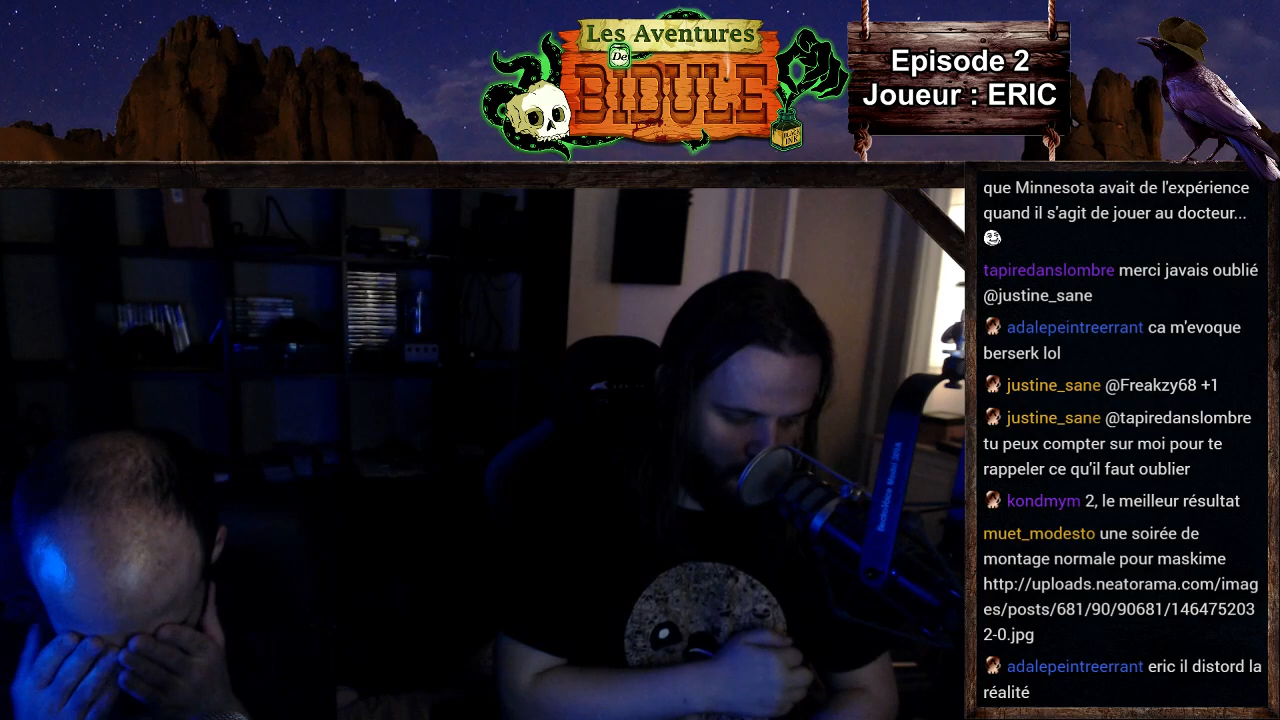 Les Aventures
De
BIDULE
BLACK
INK
Episode 2
Joueur : ERIC
que Minnesota avait de l'expérience
quand il s'agit de jouer au docteur...
tapiredanslombre merci javais oublié
@justine_sane
adalepeintreerrant ca m'evoque
berserk lol
justine_sane @Freakzy68 +1
justine_sane @tapiredanslombre
tu peux compter sur moi pour te
rappeler ce qu'il faut oublier
kondmym 2, le meilleur résultat
muet_modesto une soirée de
montage normale pour maskime
http://uploads.neatorama.com/imag
es/posts/681/90/90681/146475203
2-0.jpg
adalepeintreerrant eric il distord la
réalité